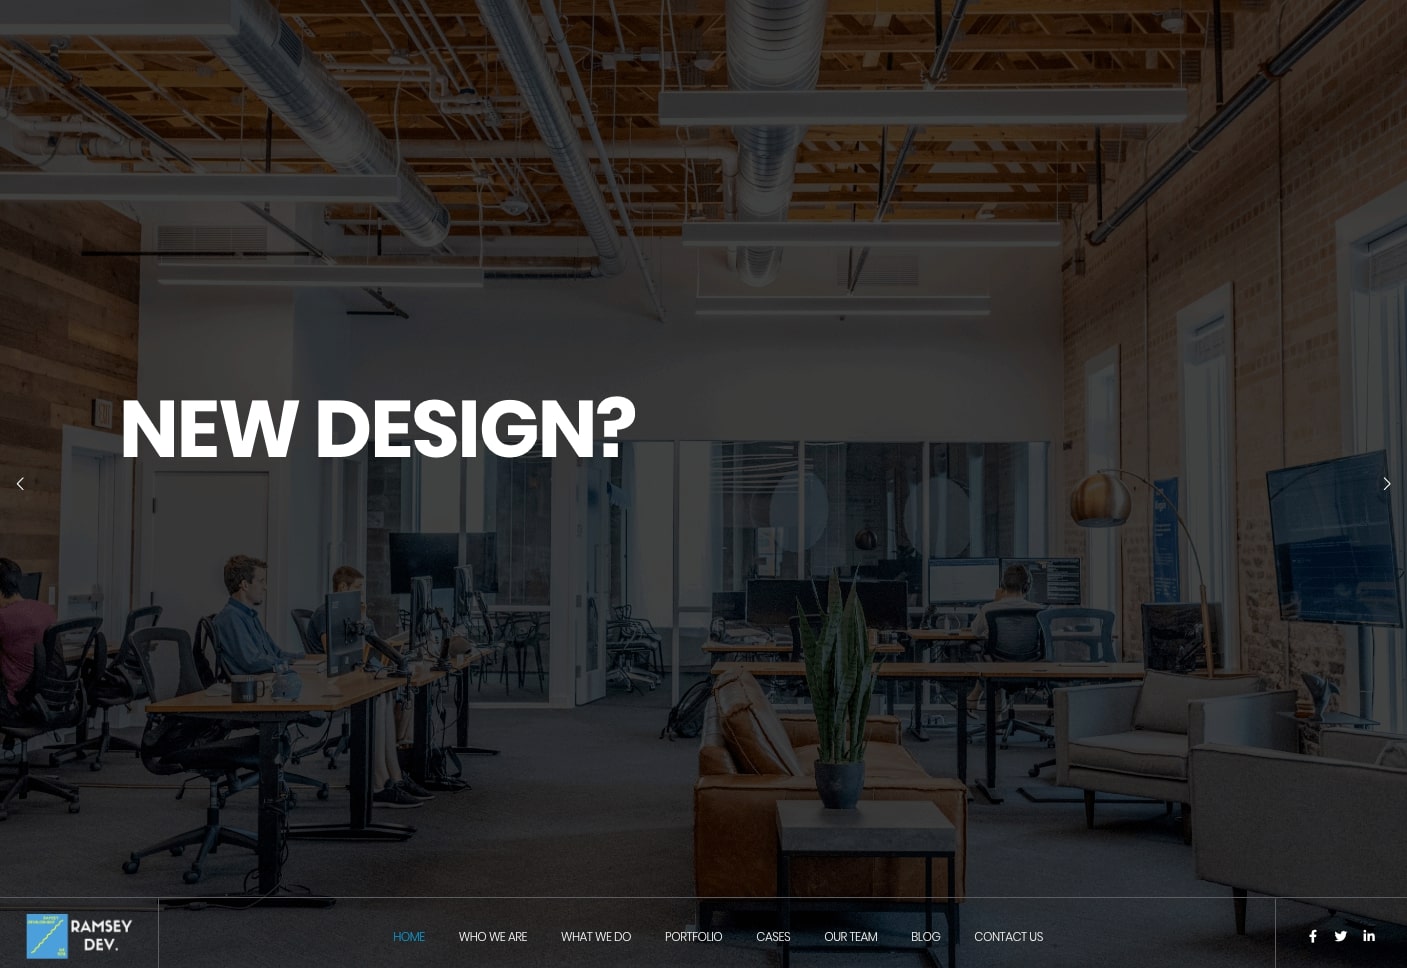 NEW DESIGN?
RAMSEY
DEV.
HOME
WHO WE ARE
WHAT WE DO
PORTFOLIO
CASES
OUR TEAM
BLOG
CONTACT US